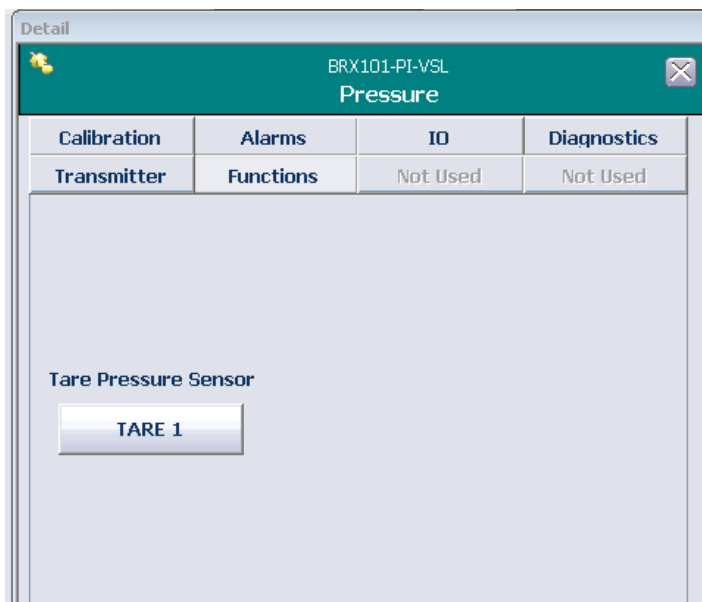 Detail
BRX101-PI-VSL
Pressure
Calibration Alarms IO Diagnostics
Transmitter Functions Not Used Not Used
Tare Pressure Sensor
TARE 1